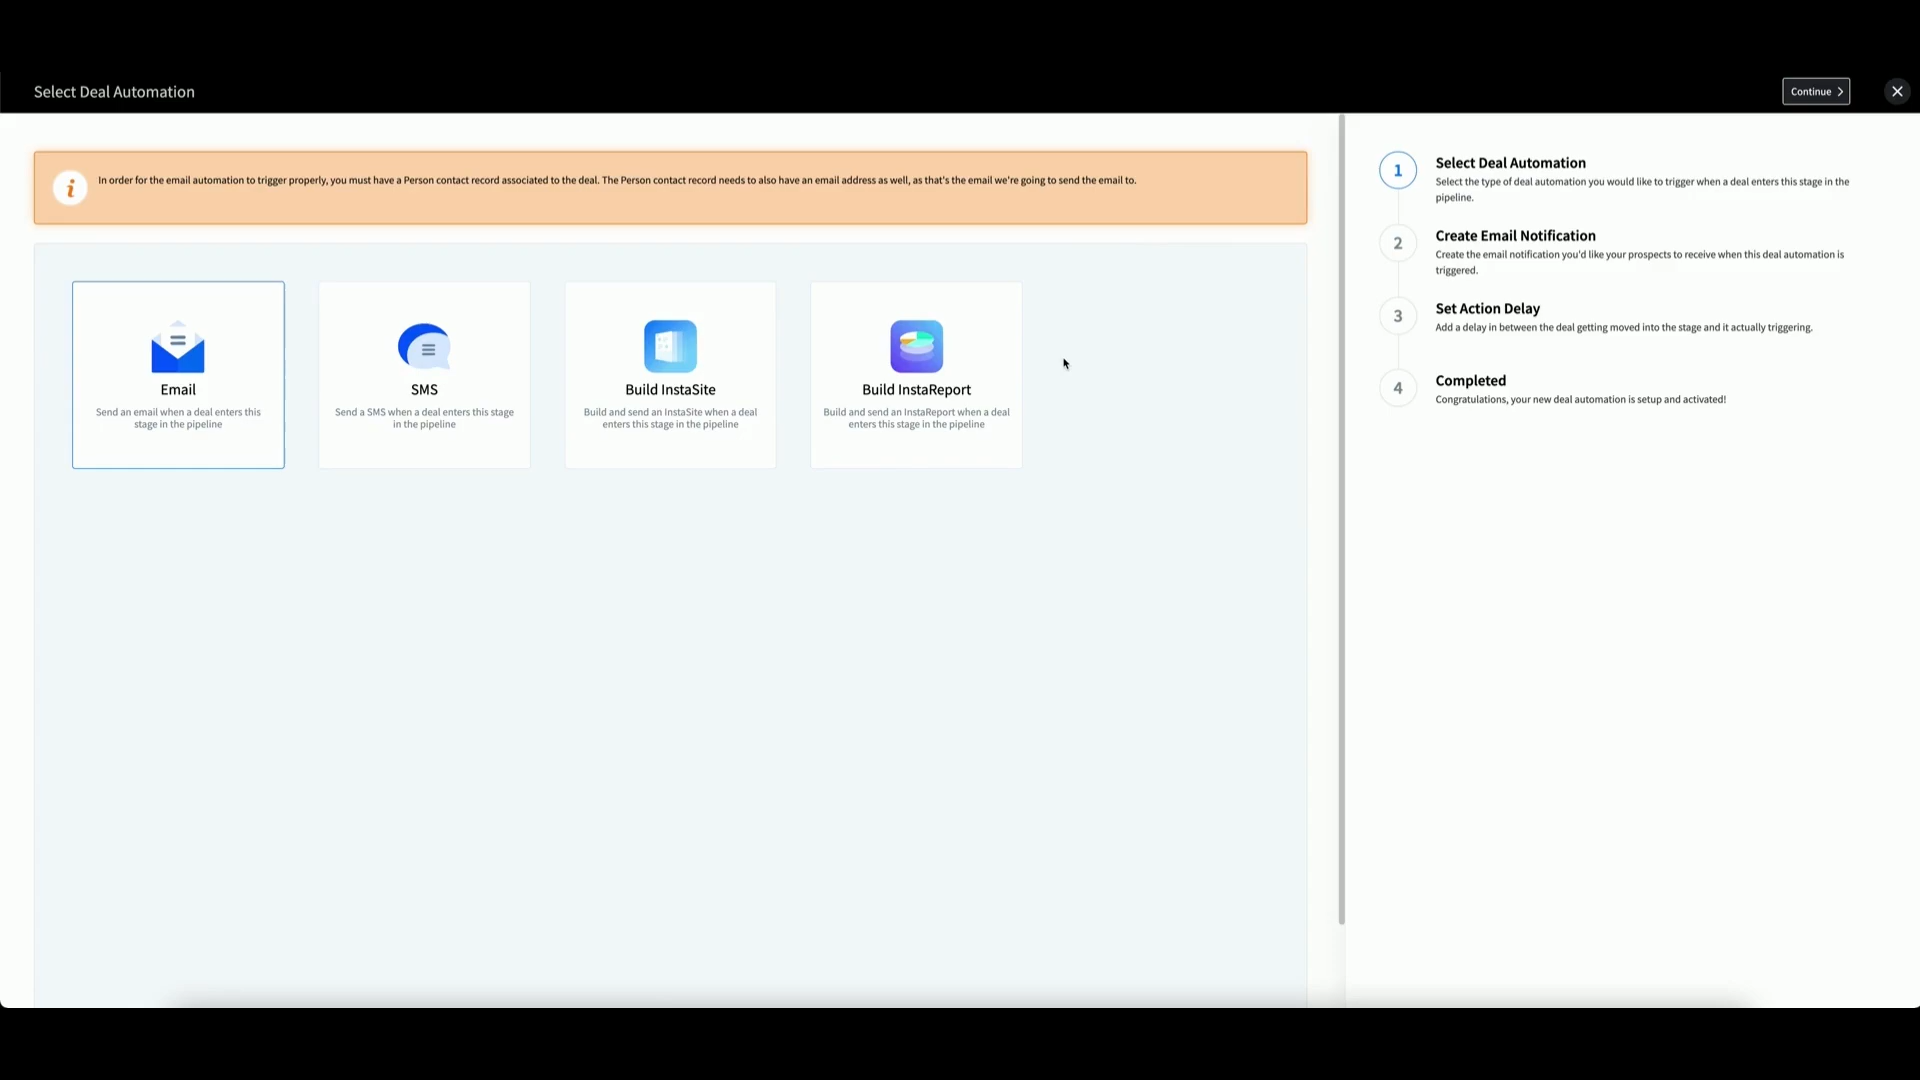 Select Deal Automation
Continue
In order for the email automation to trigger properly, you must have a Person contact record associated to the deal. The Person contact record needs to also have an email address as well, as that's the email we're going to send the email to.
Email
Send an email when a deal enters this
stage in the pipeline
SMS
Send a SMS when a deal enters this stage
in the pipeline
Build InstaSite
Build and send an InstaSite when a deal
enters this stage in the pipeline
Build InstaReport
Build and send an InstaReport when a deal
enters this stage in the pipeline
1
Select Deal Automation
Select the type of deal automation you would like to trigger when a deal enters this stage in the
pipeline.
2
Create Email Notification
Create the email notification you'd like your prospects to receive when this deal automation is
triggered.
3
Set Action Delay
Add a delay in between the deal getting moved into the stage and it actually triggering.
4
Completed
Congratulations, your new deal automation is setup and activated!